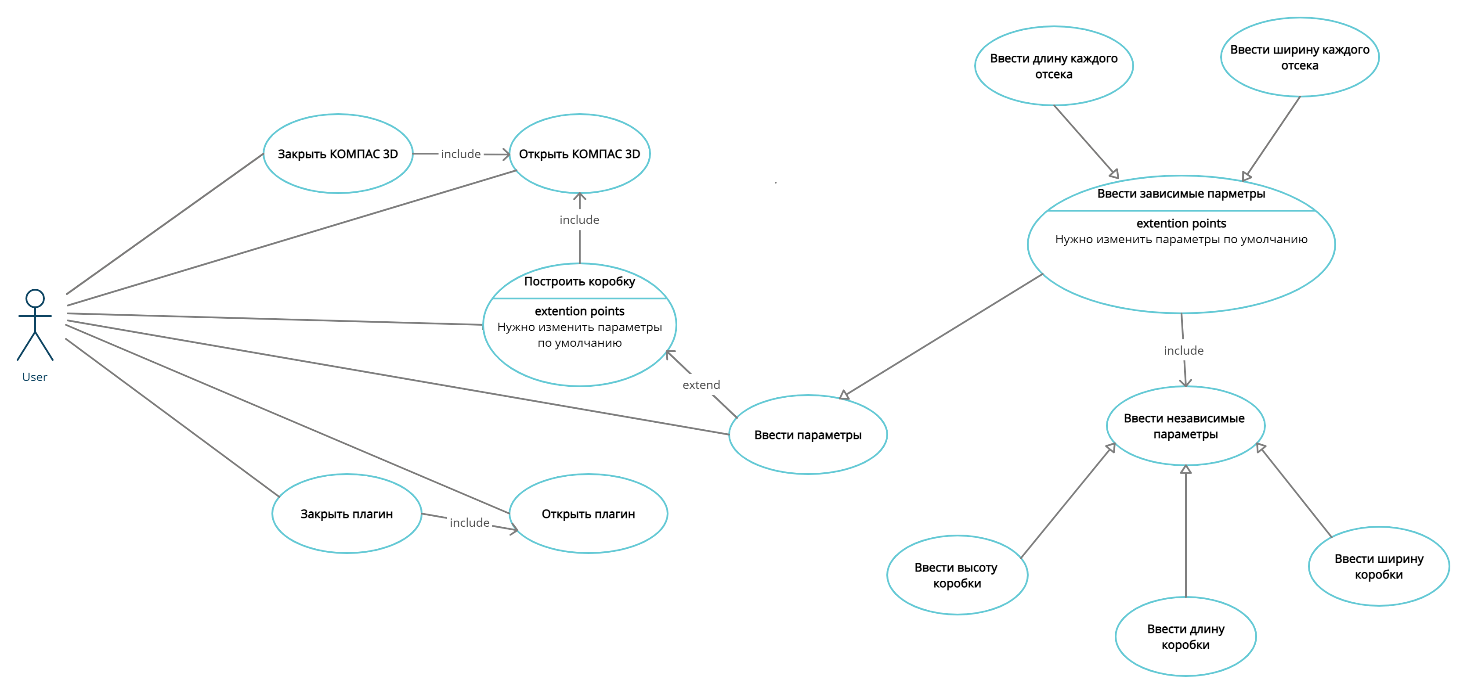 Ввести длину каждого
отсека
Ввести ширину каждого
отсека
Закрыть КОМПАС 3D
include
Открыть КОМПАС 3D
include
Ввести зависимые парметры
extention points
Нужно изменить параметры по умолчанию
Построить коробку
extention points
Нужно изменить параметры
по умолчанию
User
include
extend
Ввести параметры
Ввести независимые
параметры
Закрыть плагин
include
Открыть плагин
Ввести высоту
коробки
Ввести длину
коробки
Ввести ширину
коробки